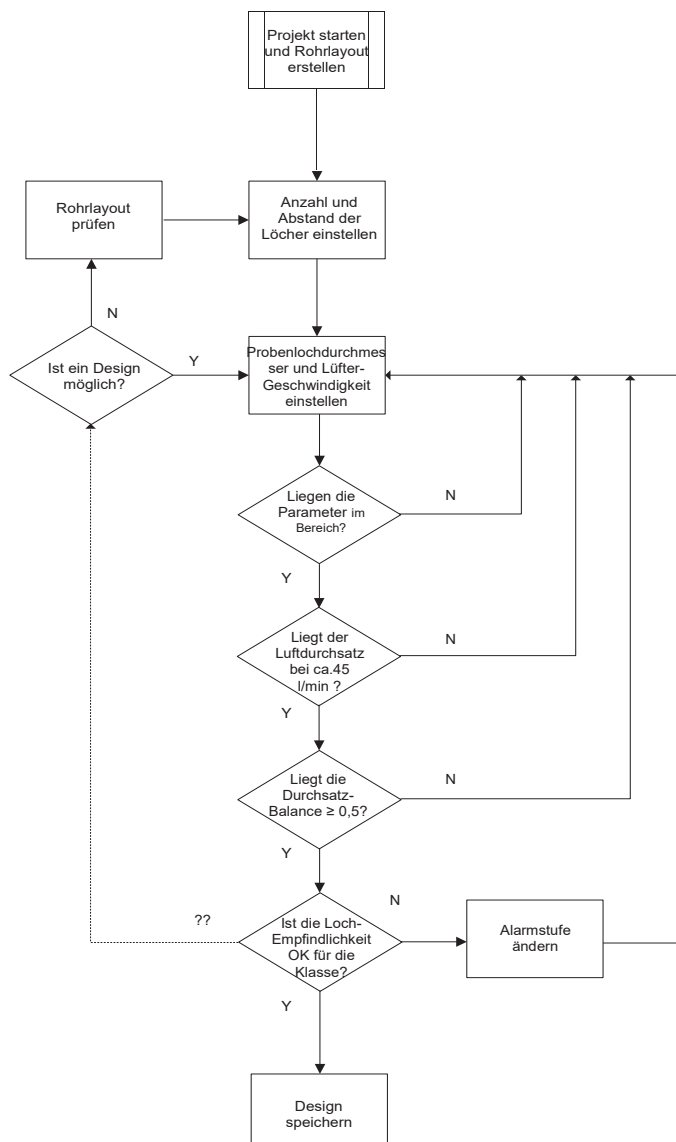 Projekt starten
und Rohrlayout
erstellen
Rohrlayout
prüfen
Anzahl und
Abstand der
Löcher einstellen
N
Ist ein Design
möglich?
Y
Probenlochdurchmes
ser und Lüfter-
Geschwindigkeit
einstellen
Liegen die
Parameter im
Bereich?
N
Y
Liegt der
Luftdurchsatz
bei ca.45
l/min ?
N
Y
Liegt die
Durchsatz-
Balance ≥ 0,5?
N
Y
??
Ist die Loch-
Empfindlichkeit
OK für die
Klasse?
N
Alarmstufe
ändern
Y
Design
speichern